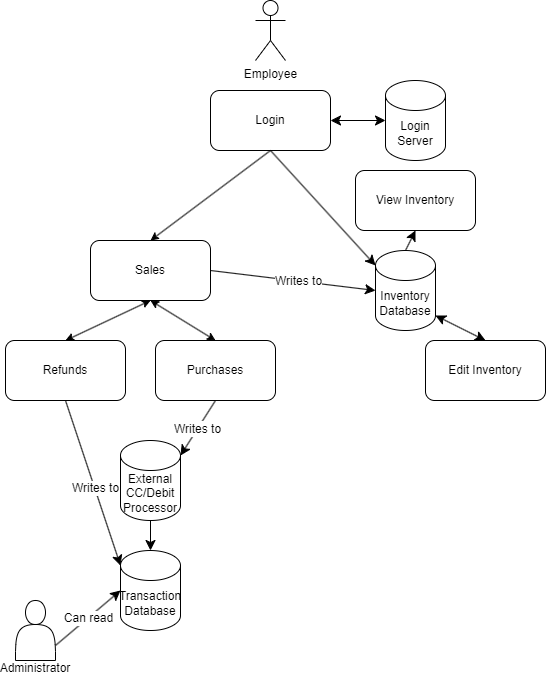 Employee
Login
Login
Server
View Inventory
Sales
Writes to
Inventory
Database
Refunds
Purchases
Edit Inventory
Writes to
External
CC/Debit
Processor
Writes to
Transaction
Database
Can read
Administrator